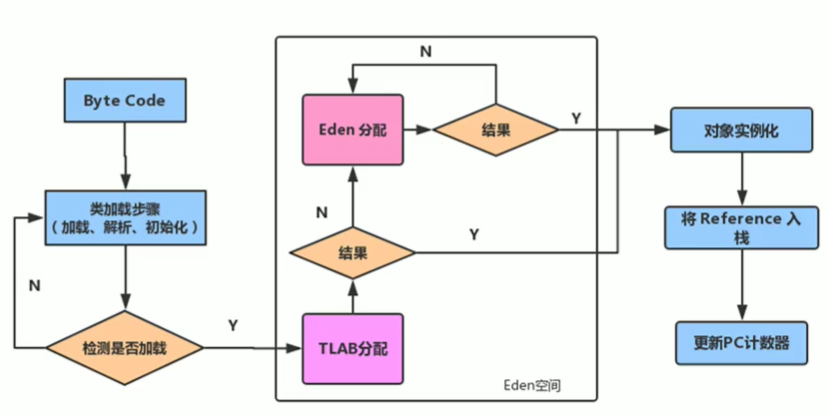 Byte Code
类加载步骤
（加载、解析、初始化）
N
检测是否加载
Y
N
Eden 分配
结果
Y
N
结果
Y
TLAB分配
Eden空间
对象实例化
将 Reference 入
栈
更新PC计数器